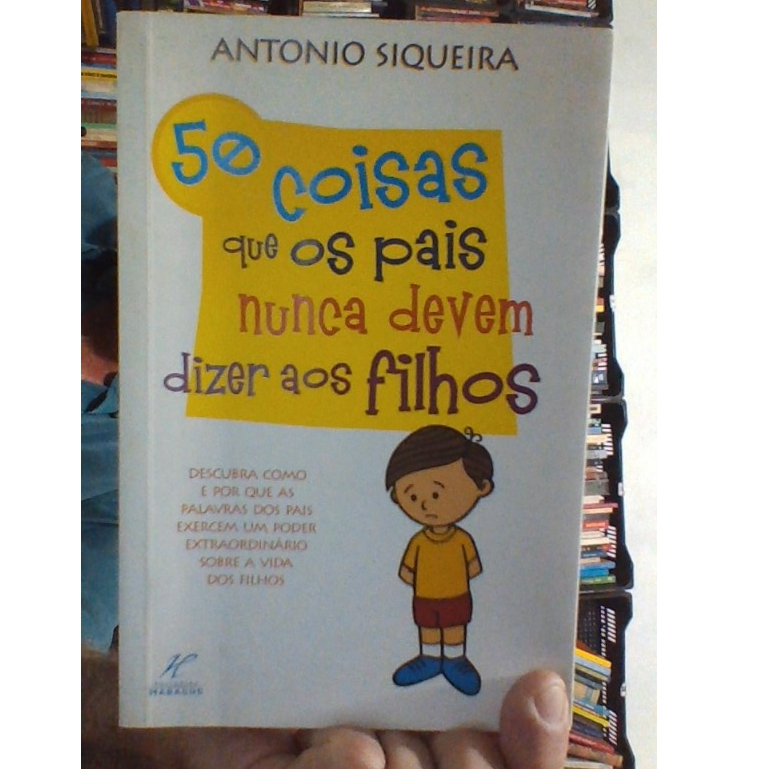 ANTONIO SIQUEIRA
50 coisas
que os pais
nunca devem
dizer aos filhos
DESCUBRA COMO
E POR QUE AS
PALAVRAS DOS PAIS
EXERCEM UM PODER
EXTRAORDINÁRIO
SOBRE A VIDA
DOS FILHOS
HABACUC